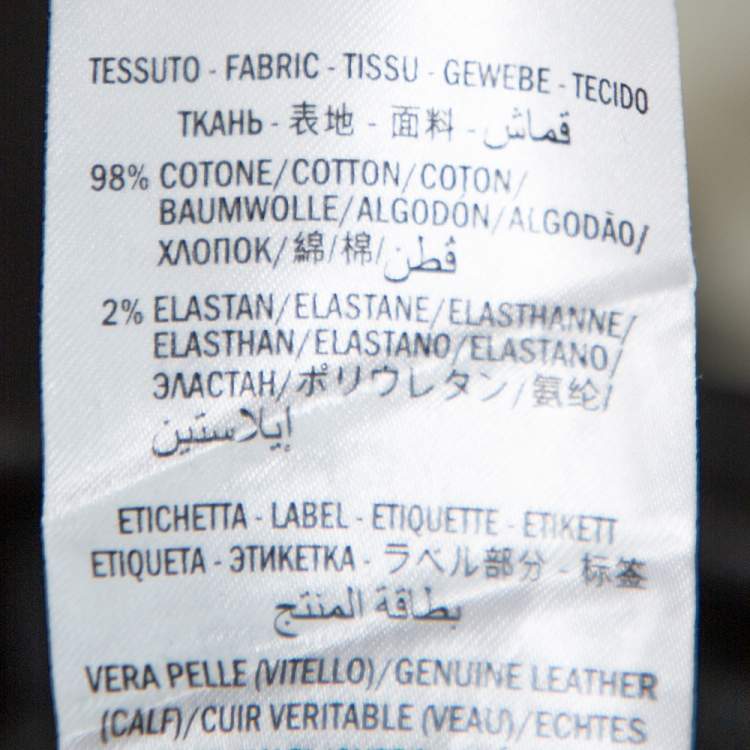 TESSUTO - FABRIC - TISSU - GEWEBE - TECIDO
ТКАНЬ - 表地 - 面料 - قماش
98% COTONE/COTTON/COTON/
BAUMWOLLE/ALGODÓN/ALGODÃO/
ХЛОПОК/綿/棉/قطن
2% ELASTAN/ELASTANE/ELASTHANNE/
ELASTHAN/ELASTANO/ELASTANO/
ЭЛАСТАН/ポリウレタン/氨纶/
إيلاستين
ETICHETTA - LABEL - ETIQUETTE - ETIKETT
ETIQUETA - ЭТИКЕТКА - ラベル部分 - 标签
بطاقة المنتج
VERA PELLE (VITELLO)/GENUINE LEATHER
(CALF)/CUIR VERITABLE (VEAU)/ECHTES